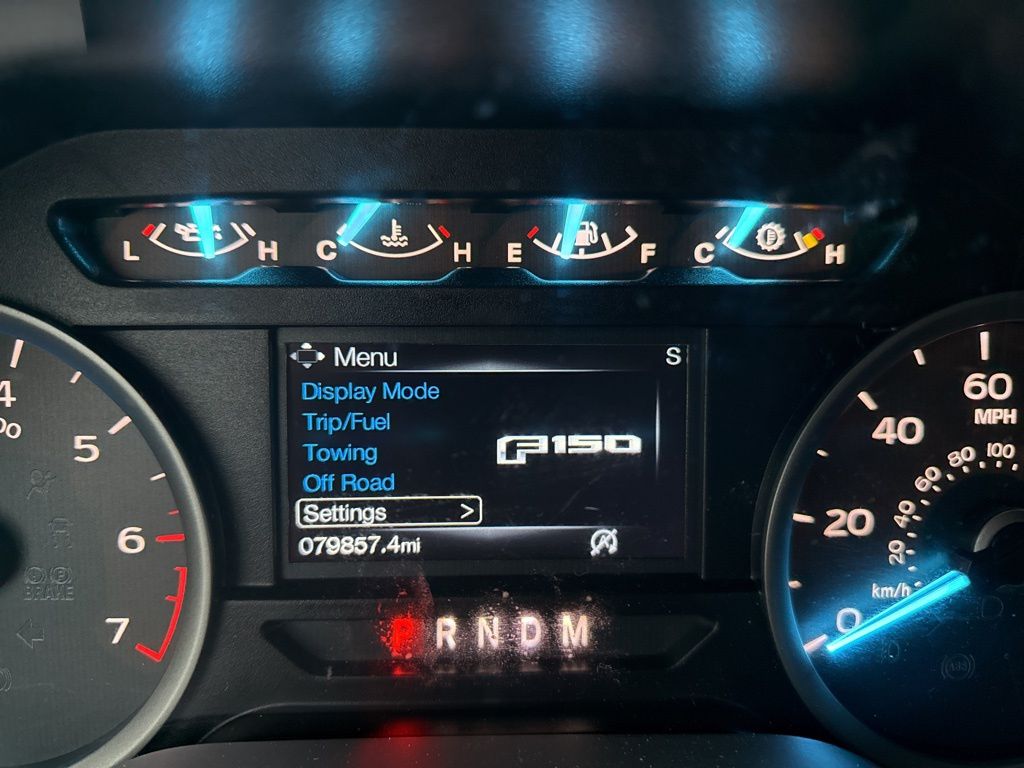 L H C H E F C H
Menu S
Display Mode
Trip/Fuel
Towing
Off Road
Settings >
079857.4mi
F150
4
5
6
7
BRAKE
P R N D M
0 20 40 60
MPH
20 40 60 80 100
km/h
ABS